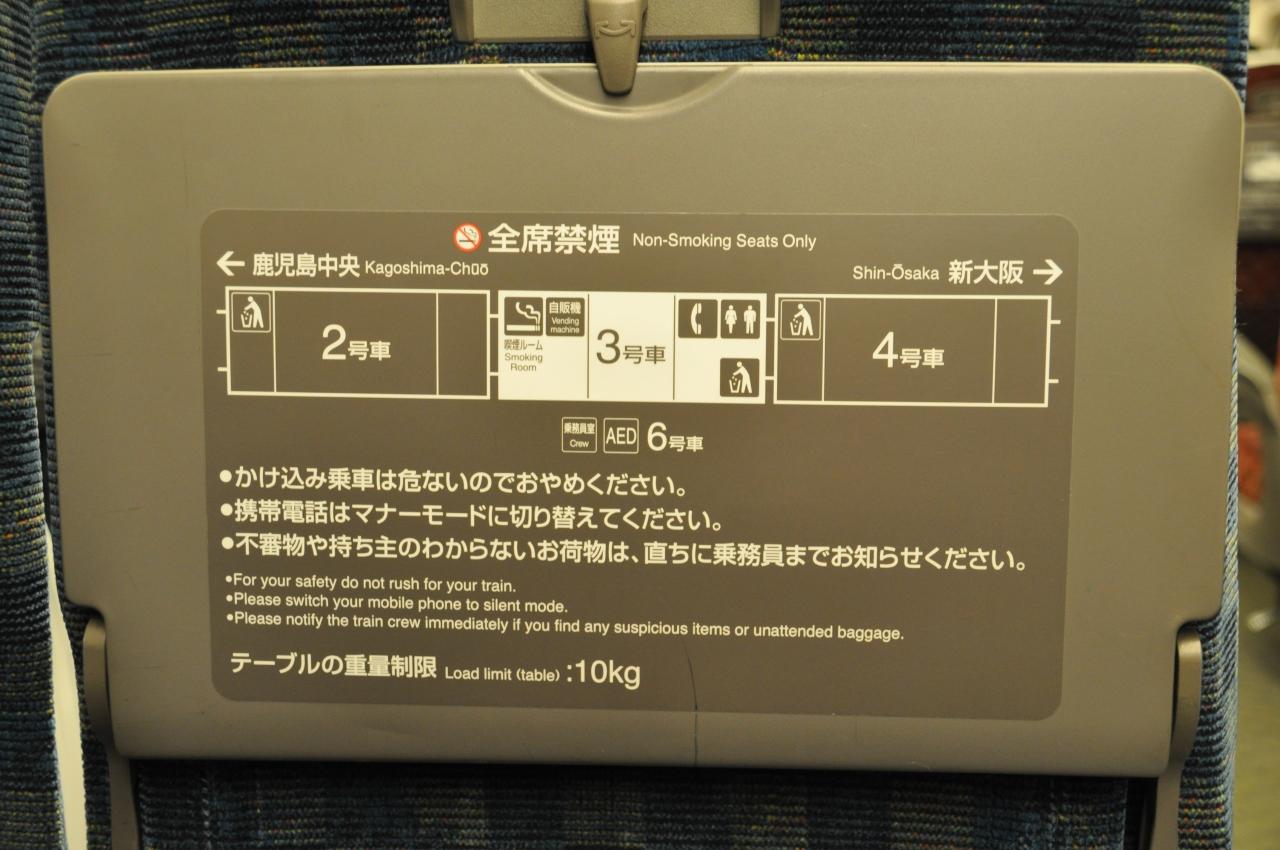 全席禁煙 Non-Smoking Seats Only
← 鹿児島中央 Kagoshima-Chūō
Shin-Ōsaka 新大阪 →
2号車
自販機
Vending
machine
喫煙ルーム
Smoking
Room
3号車
4号車
乗務員室
Crew
AED
6号車
●かけ込み乗車は危ないのでおやめください。
●携帯電話はマナーモードに切り替えてください。
●不審物や持ち主のわからないお荷物は、直ちに乗務員までお知らせください。
●For your safety do not rush for your train.
●Please switch your mobile phone to silent mode.
●Please notify the train crew immediately if you find any suspicious items or unattended baggage.
テーブルの重量制限 Load limit (table) :10kg